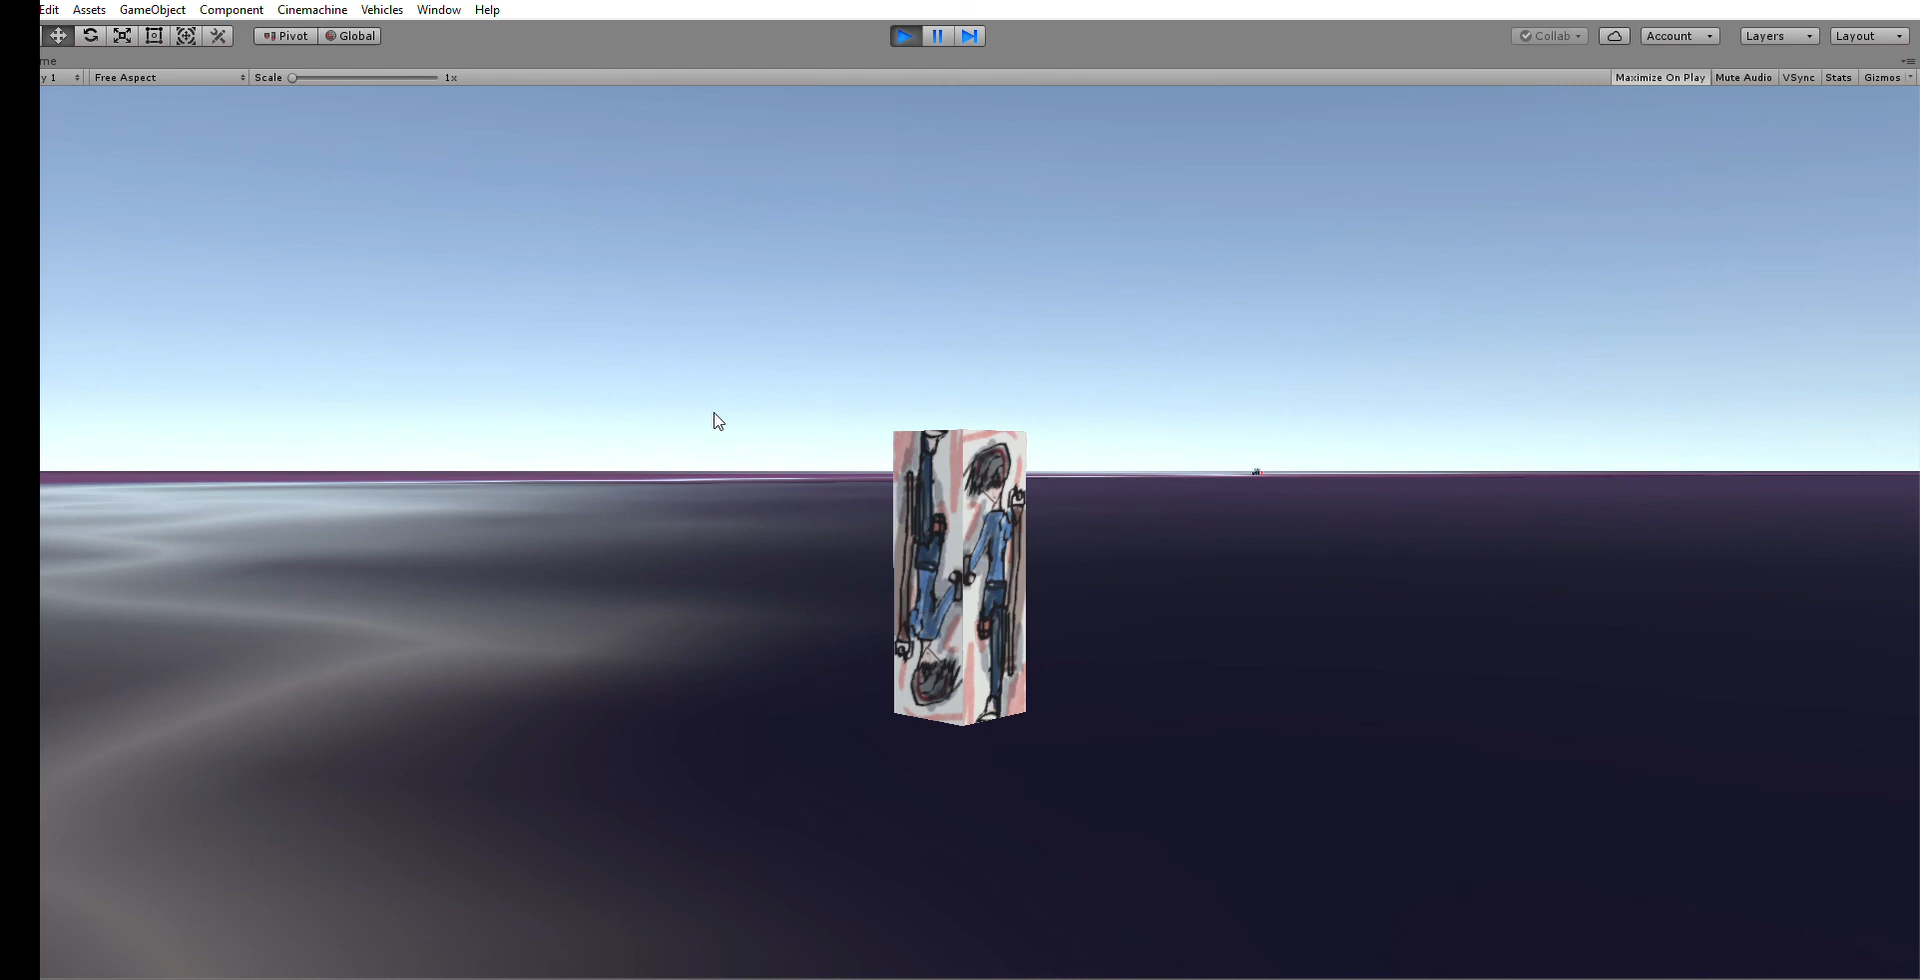 Edit Assets GameObject Component Cinemachine Vehicles Window Help
Pivot Global Collab Account Layers Layout
me
y 1 Free Aspect Scale 1x Maximize On Play Mute Audio VSync Stats Gizmos